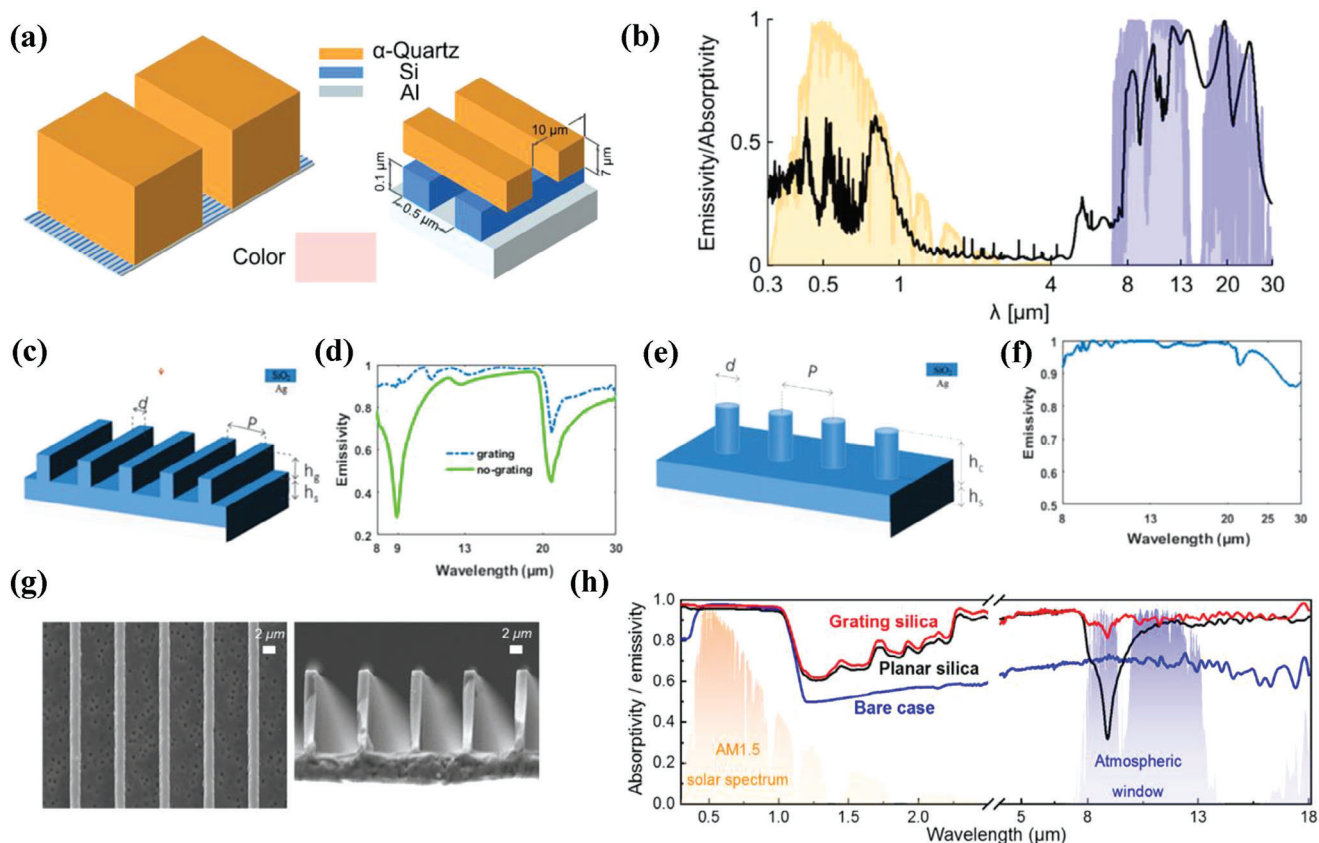 (a)
α-Quartz
Si
Al
10 μm
7 μm
0.1 μm
0.5 μm
Color
(b)
Emissivity/Absorptivity
1
0.5
0
0.3 0.5 1 4 8 13 20 30
λ [μm]
(c)
SiO₂
Ag
d
P
h_g
h_s
(d)
Emissivity
1
0.8
0.6
0.4
0.2
grating
no-grating
8 9 13 20 30
Wavelength (μm)
(e)
SiO₂
Ag
d
P
h_c
h_s
(f)
Emissivity
1
0.9
0.8
0.7
0.6
0.5
8 13 20 25 30
Wavelength (μm)
(g)
2 μm
2 μm
(h)
Absorptivity / emissivity
1.0
0.8
0.6
0.4
0.2
0.0
Grating silica
Planar silica
Bare case
AM1.5
solar spectrum
Atmospheric
window
0.5 1.0 1.5 2.0 5 8 13 18
Wavelength (μm)